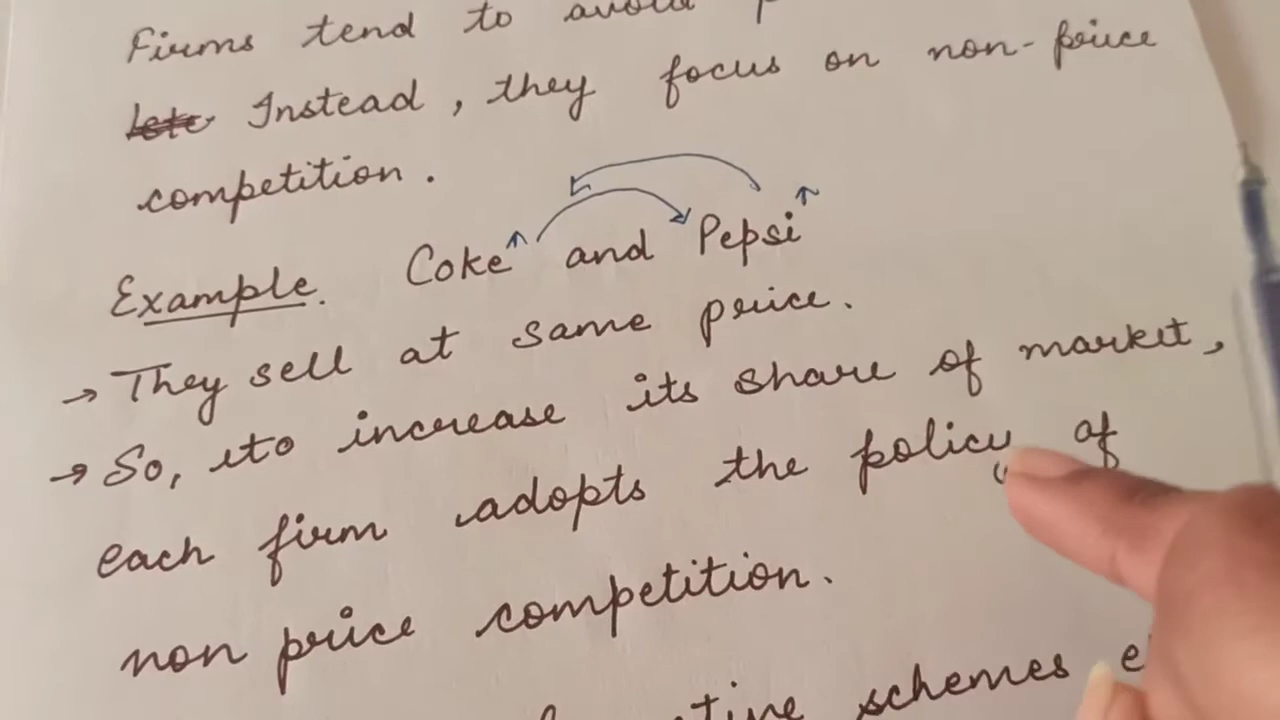 Firms tend to avoid
Instead, they focus on non-price
competition.
Example. Coke and Pepsi
→ They sell at same price.
→ So, to increase its share of market,
each firm adopts the policy of
non price competition.
schemes